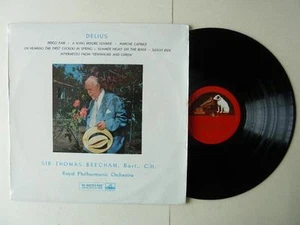 DELIUS
BRIGG FAIR · A SONG BEFORE SUNRISE · MARCHE CAPRICE
ON HEARING THE FIRST CUCKOO IN SPRING · SUMMER NIGHT ON THE RIVER · SLEIGH RIDE
INTERMEZZO FROM "FENNIMORE AND GERDA"
SIR THOMAS BEECHAM, Bart., C.H.
Royal Philharmonic Orchestra